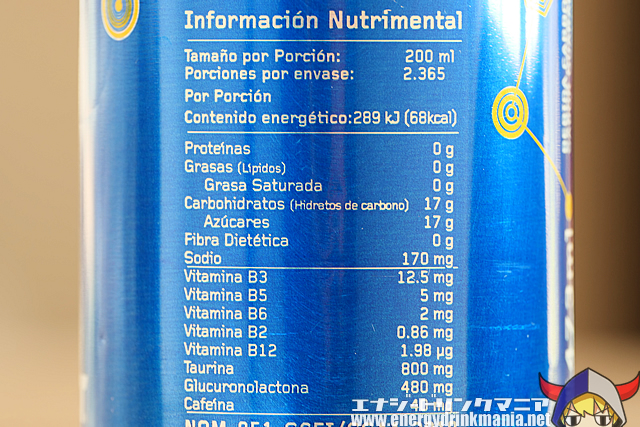 Información Nutrimental
Tamaño por Porción: 200 ml
Porciones por envase: 2.365
Por Porción
Contenido energético:289 kJ (68kcal)
Proteínas 0 g
Grasas (Lípidos) 0 g
Grasa Saturada 0 g
Carbohidratos (Hidratos de carbono) 17 g
Azúcares 17 g
Fibra Dietética 0 g
Sodio 170 mg
Vitamina B3 12.5 mg
Vitamina B5 5 mg
Vitamina B6 2 mg
Vitamina B2 0.86 mg
Vitamina B12 1.98 µg
Taurina 800 mg
Glucuronolactona 480 mg
Cafeína
エナジードリンクマニア
www.energydrinkmania.net